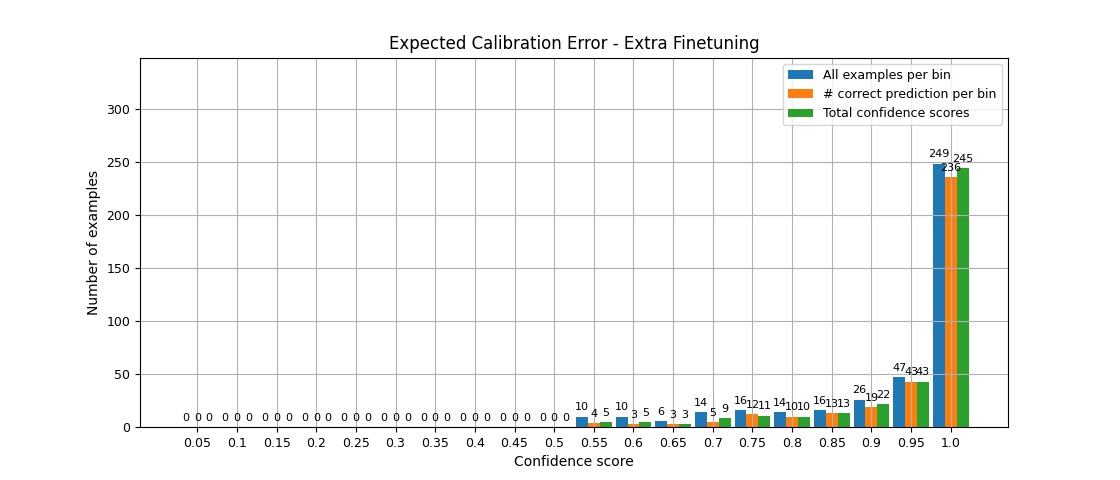 Expected Calibration Error - Extra Finetuning
All examples per bin
# correct prediction per bin
Total confidence scores
Number of examples
300
250
200
150
100
50
0
0 0 0 0 0 0 0 0 0 0 0 0 0 0 0 0 0 0 0 0 0 0 0 0 0 0 0 0 0 0 10 4 5 10 3 5 6 3 3 14 5 9 16 12 11 14 10 10 16 13 13 26 19 22 47 43 43 249 236 245
0.05 0.1 0.15 0.2 0.25 0.3 0.35 0.4 0.45 0.5 0.55 0.6 0.65 0.7 0.75 0.8 0.85 0.9 0.95 1.0
Confidence score